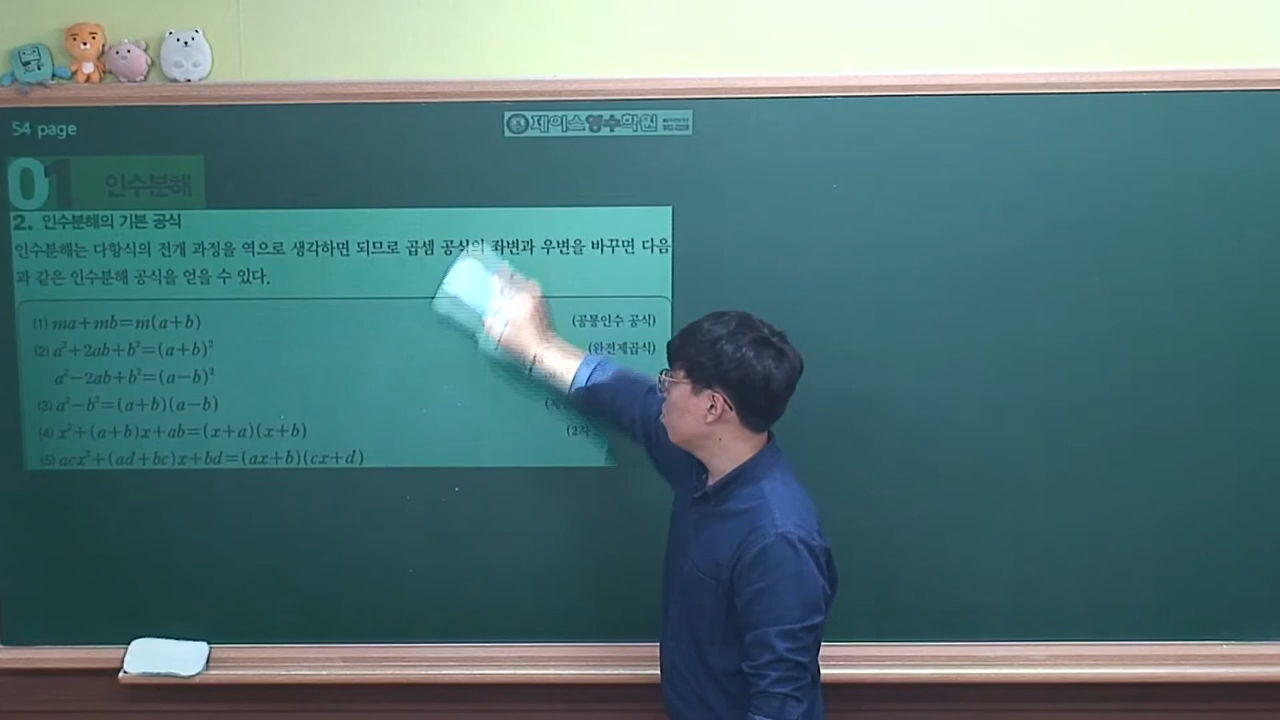 54 page
제이스영수학원
01 인수분해
2. 인수분해의 기본 공식
인수분해는 다항식의 전개 과정을 역으로 생각하면 되므로 곱셈 공식의 좌변과 우변을 바꾸면 다음
과 같은 인수분해 공식을 얻을 수 있다.
(1) ma+mb=m(a+b) (공통인수 공식)
(2) a²+2ab+b²=(a+b)² (완전제곱식)
a²-2ab+b²=(a-b)²
(3) a²-b²=(a+b)(a-b)
(4) x²+(a+b)x+ab=(x+a)(x+b) (2차
(5) acx²+(ad+bc)x+bd=(ax+b)(cx+d)